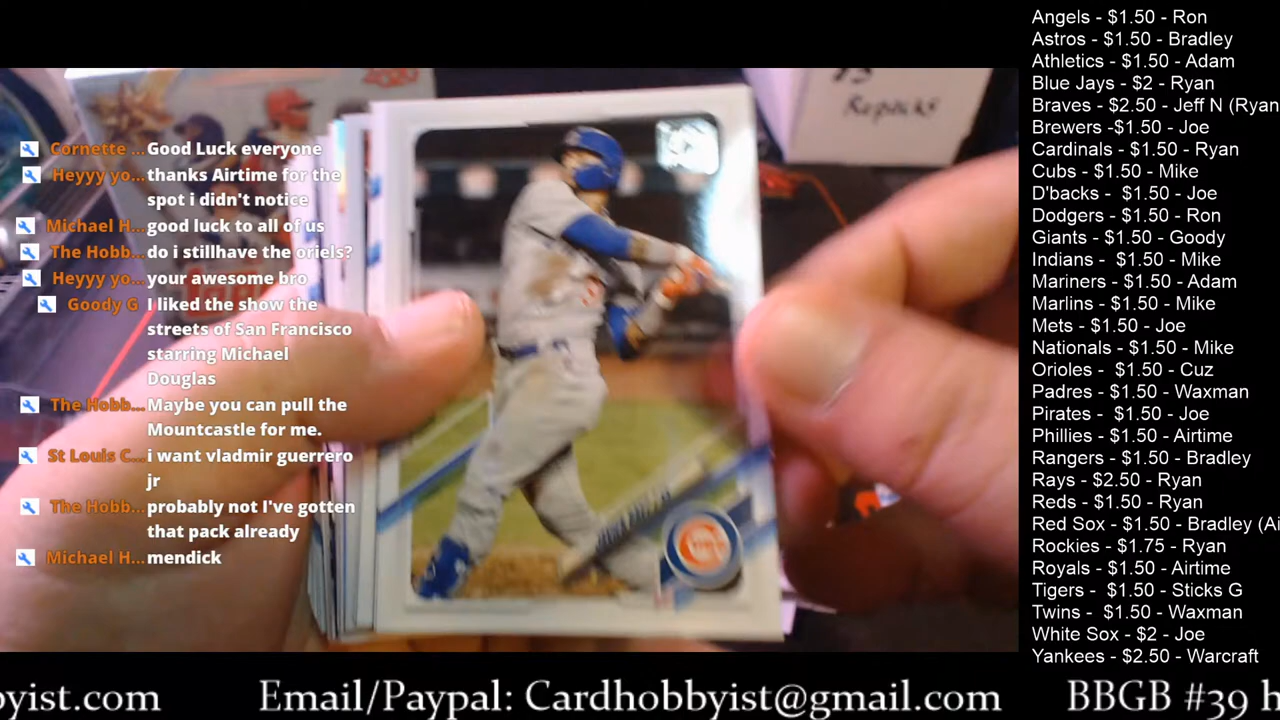 Repacks
Cornette ... Good Luck everyone
Heyyy yo... thanks Airtime for the
spot i didn't notice
Michael H... good luck to all of us
The Hobb... do i stillhave the oriels?
Heyyy yo... your awesome bro
Goody G I liked the show the
streets of San Francisco
starring Michael
Douglas
The Hobb... Maybe you can pull the
Mountcastle for me.
St Louis C... i want vladmir guerrero
jr
The Hobb... probably not I've gotten
that pack already
Michael H... mendick
Angels - $1.50 - Ron
Astros - $1.50 - Bradley
Athletics - $1.50 - Adam
Blue Jays - $2 - Ryan
Braves - $2.50 - Jeff N (Ryan
Brewers -$1.50 - Joe
Cardinals - $1.50 - Ryan
Cubs - $1.50 - Mike
D'backs - $1.50 - Joe
Dodgers - $1.50 - Ron
Giants - $1.50 - Goody
Indians - $1.50 - Mike
Mariners - $1.50 - Adam
Marlins - $1.50 - Mike
Mets - $1.50 - Joe
Nationals - $1.50 - Mike
Orioles - $1.50 - Cuz
Padres - $1.50 - Waxman
Pirates - $1.50 - Joe
Phillies - $1.50 - Airtime
Rangers - $1.50 - Bradley
Rays - $2.50 - Ryan
Reds - $1.50 - Ryan
Red Sox - $1.50 - Bradley (Ai
Rockies - $1.75 - Ryan
Royals - $1.50 - Airtime
Tigers - $1.50 - Sticks G
Twins - $1.50 - Waxman
White Sox - $2 - Joe
Yankees - $2.50 - Warcraft
byist.com Email/Paypal: Cardhobbyist@gmail.com BBGB #39 h